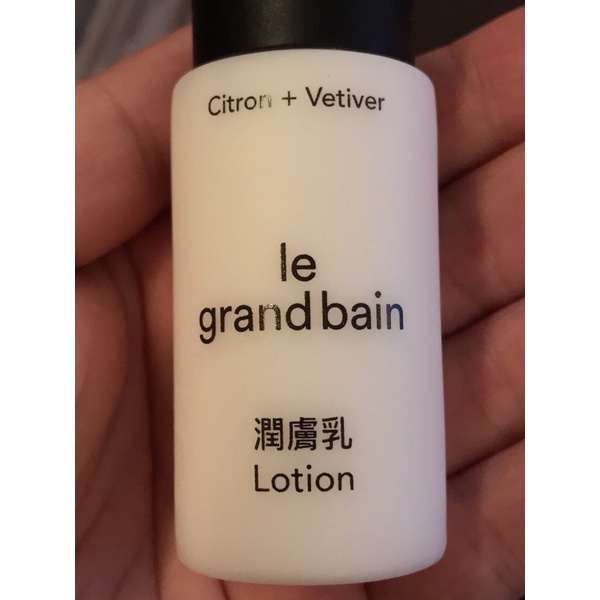 Citron + Vetiver
le
grand bain
潤膚乳
Lotion